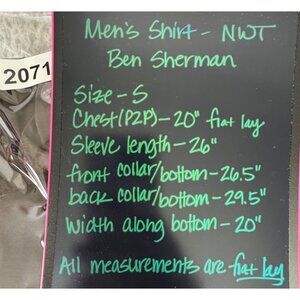 Men's Shirt - NWT
Ben Sherman
2071
Size - S
Chest (P2P) - 20" flat lay
Sleeve length - 26"
front collar/bottom - 26.5"
back collar/bottom - 29.5"
Width along bottom - 20"
All measurements are flat lay